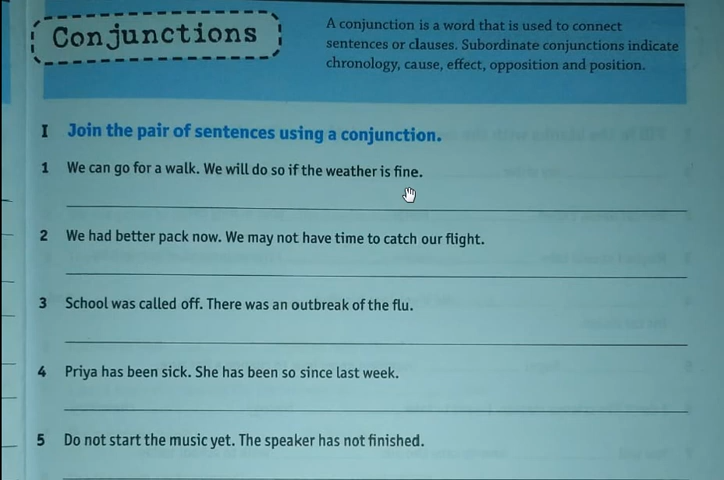 Conjunctions
A conjunction is a word that is used to connect
sentences or clauses. Subordinate conjunctions indicate
chronology, cause, effect, opposition and position.
I Join the pair of sentences using a conjunction.
1 We can go for a walk. We will do so if the weather is fine.
2 We had better pack now. We may not have time to catch our flight.
3 School was called off. There was an outbreak of the flu.
4 Priya has been sick. She has been so since last week.
5 Do not start the music yet. The speaker has not finished.